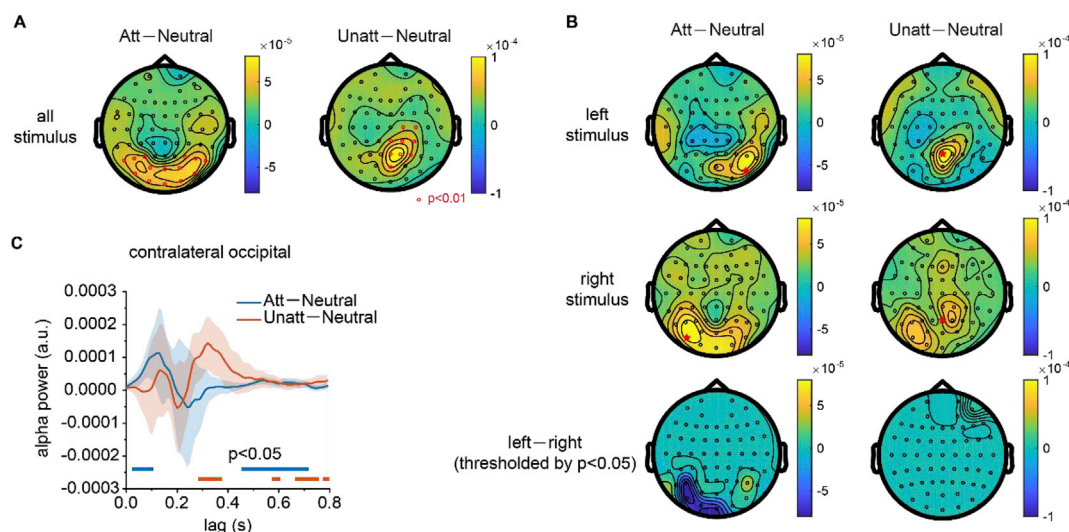 A
Att−Neutral
Unatt−Neutral
all
stimulus
×10⁻⁵
5
0
-5
×10⁻⁴
1
0
-1
p<0.01
B
Att−Neutral
Unatt−Neutral
left
stimulus
×10⁻⁵
5
0
-5
×10⁻⁴
1
0
-1
right
stimulus
×10⁻⁵
5
0
-5
×10⁻⁴
1
0
-1
left−right
(thresholded by p<0.05)
×10⁻⁵
5
0
-5
×10⁻⁴
1
0
-1
C
contralateral occipital
Att−Neutral
Unatt−Neutral
alpha power (a.u.)
0.0003
0.0002
0.0001
0.0000
-0.0001
-0.0002
-0.0003
p<0.05
0.0 0.2 0.4 0.6 0.8
lag (s)